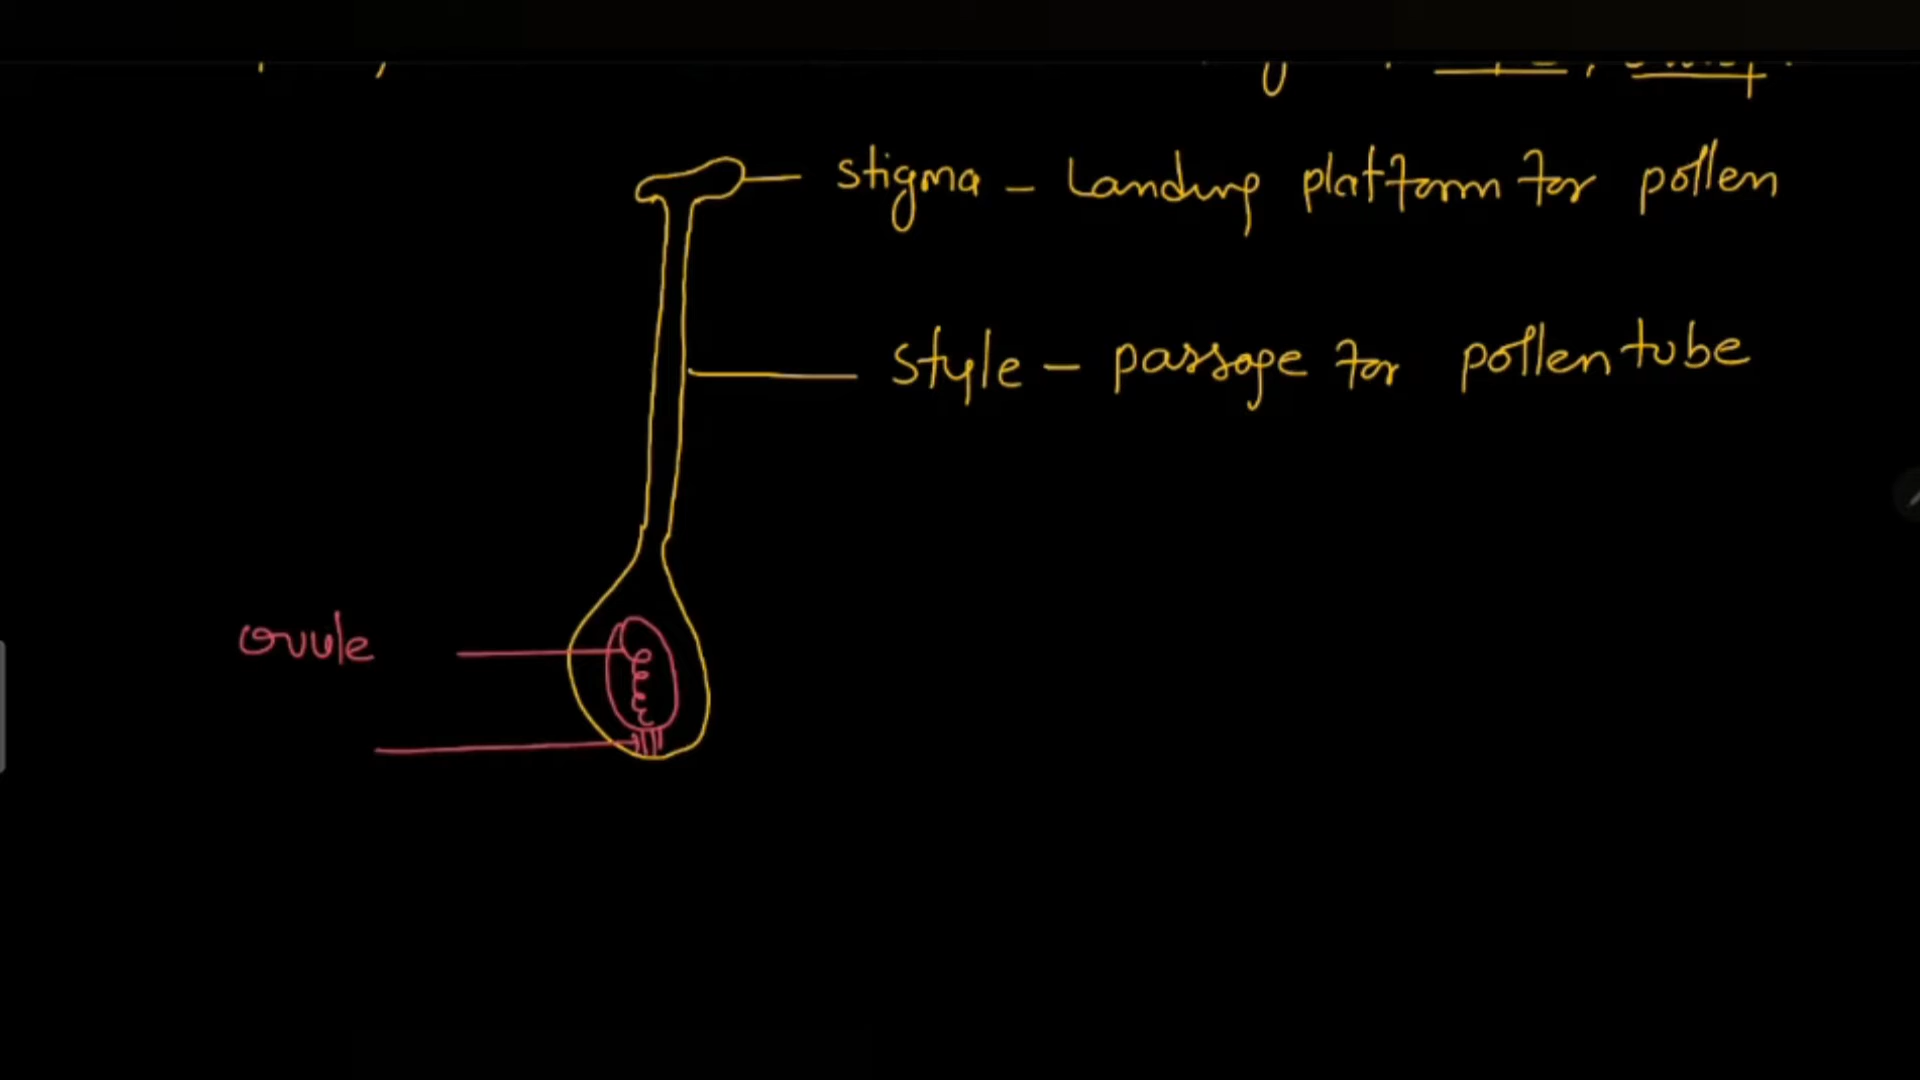 stigma - Landing platform for pollen
style - passage for pollen tube
ovule